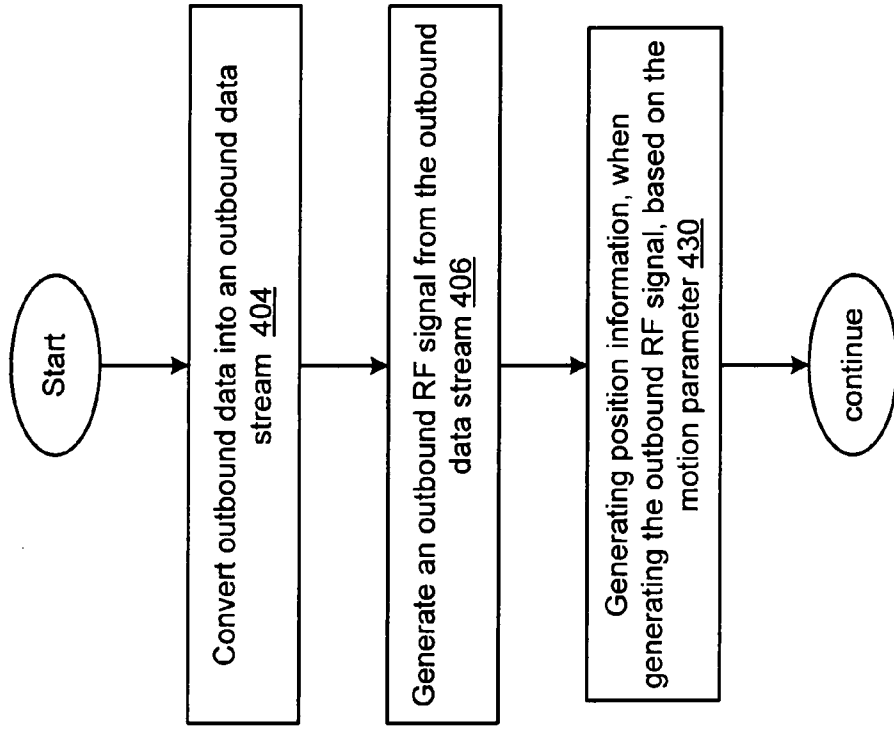 Start
Convert outbound data into an outbound data
stream 404
Generate an outbound RF signal from the outbound
data stream 406
Generating position information, when
generating the outbound RF signal, based on the
motion parameter 430
continue